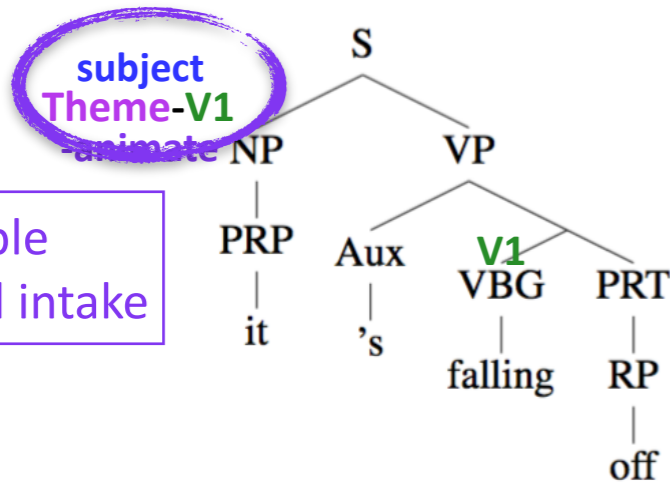 S
subject
Theme-V1
-animate NP VP
ple
l intake
PRP Aux V1
VBG PRT
it 's falling RP
off